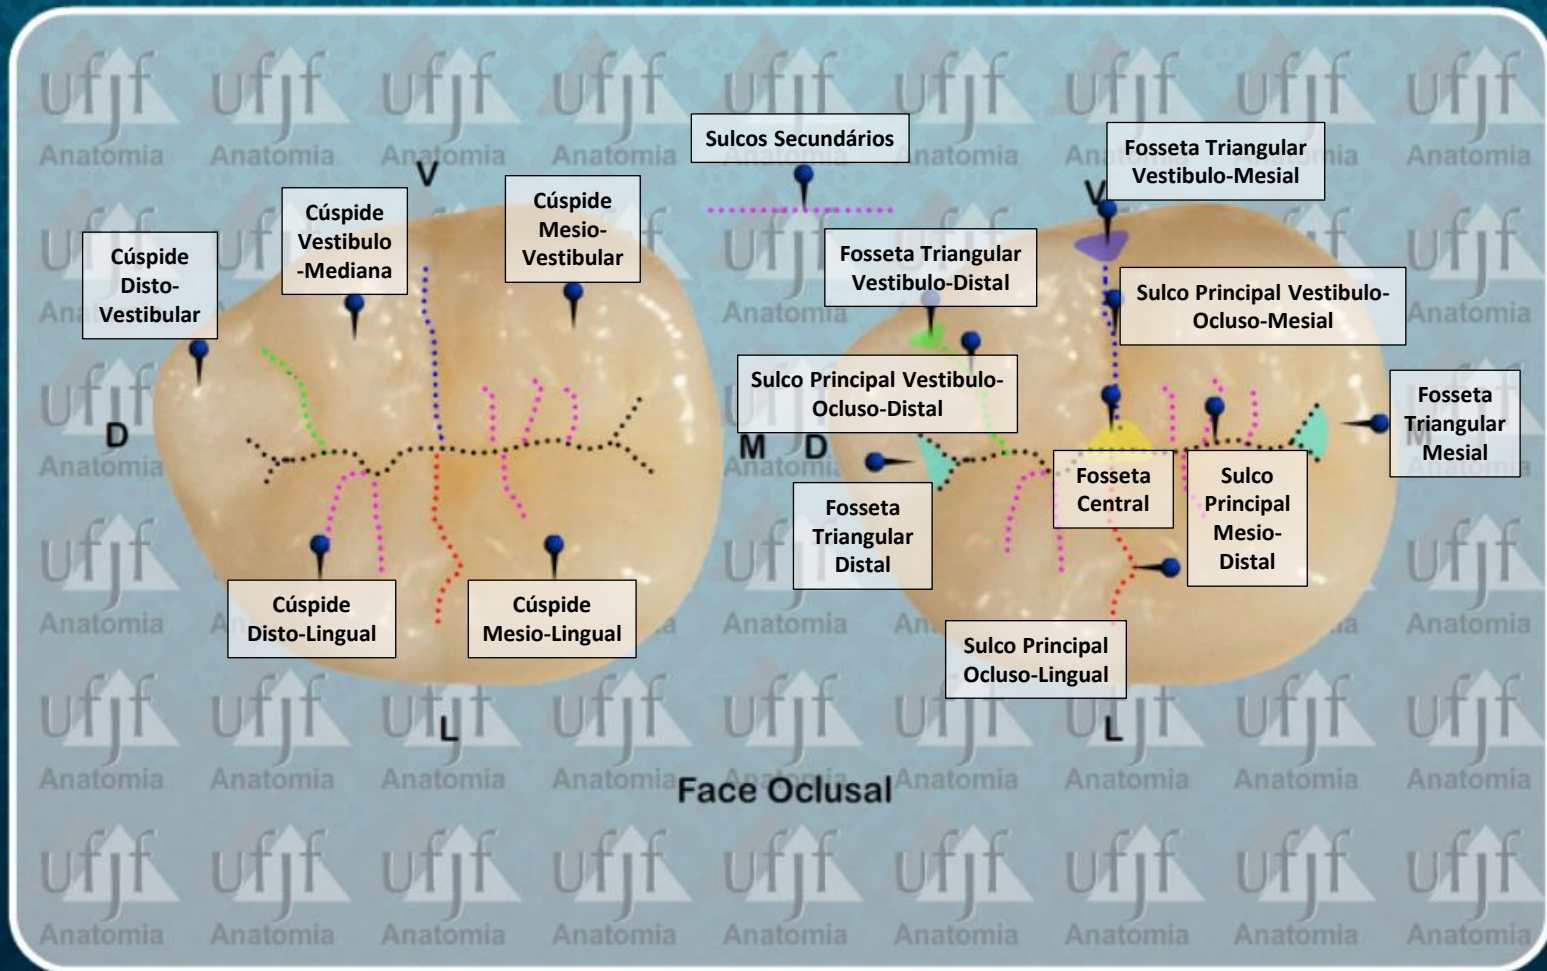 Sulcos Secundários
V
Cúspide
Disto-
Vestibular
Cúspide
Vestibulo
-Mediana
Cúspide
Mesio-
Vestibular
D
M
Cúspide
Disto-Lingual
Cúspide
Mesio-Lingual
L
V
Fosseta Triangular
Vestibulo-Mesial
Fosseta Triangular
Vestibulo-Distal
Sulco Principal Vestibulo-
Ocluso-Mesial
Sulco Principal Vestibulo-
Ocluso-Distal
D
M
Fosseta
Triangular
Mesial
Fosseta
Triangular
Distal
Fosseta
Central
Sulco
Principal
Mesio-
Distal
Sulco Principal
Ocluso-Lingual
L
Face Oclusal
ufjf
Anatomia